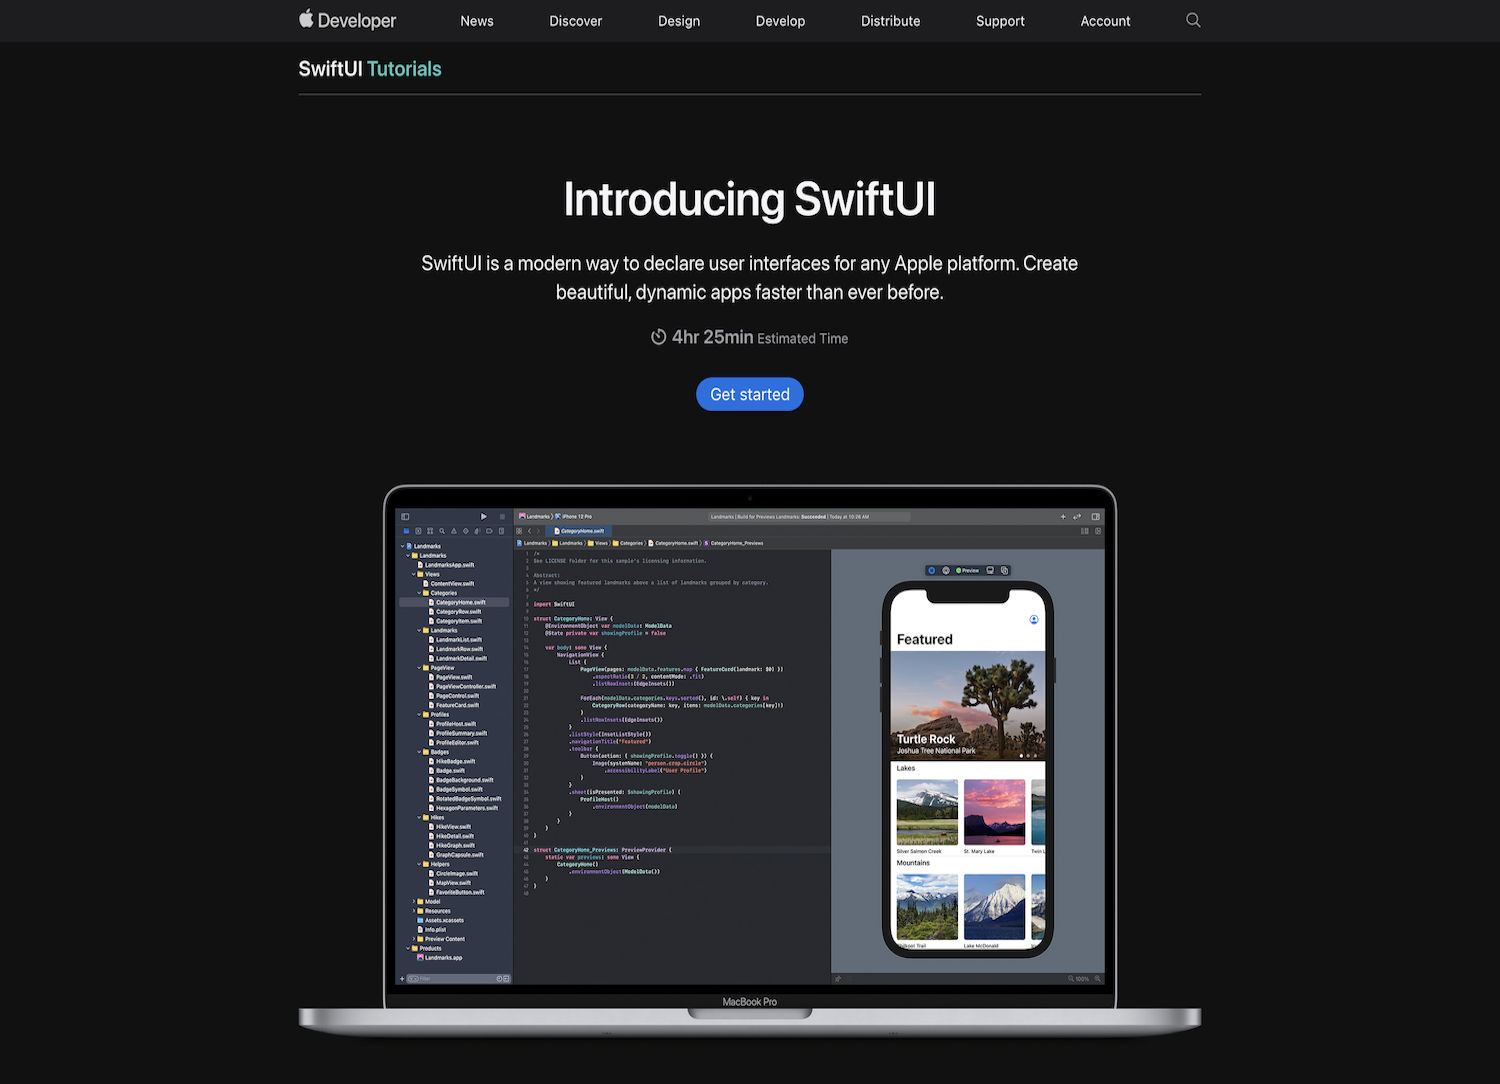 Developer
News
Discover
Design
Develop
Distribute
Support
Account
SwiftUI Tutorials
Introducing SwiftUI
SwiftUI is a modern way to declare user interfaces for any Apple platform. Create
beautiful, dynamic apps faster than ever before.
4hr 25min Estimated Time
Get started
Landmarks
iPhone 12 Pro
Landmarks | Build for Previews Landmarks: Succeeded | Today at 10:28 AM
CategoryHome.swift
Landmarks
Landmarks
Views
Categories
CategoryHome.swift
CategoryHome_Previews
Landmarks
Landmarks
LandmarksApp.swift
Views
ContentView.swift
Categories
CategoryHome.swift
CategoryRow.swift
CategoryItem.swift
Landmarks
LandmarkList.swift
LandmarkRow.swift
LandmarkDetail.swift
PageView
PageView.swift
PageViewController.swift
PageControl.swift
FeatureCard.swift
Profiles
ProfileHost.swift
ProfileSummary.swift
ProfileEditor.swift
Badges
HikeBadge.swift
Badge.swift
BadgeBackground.swift
BadgeSymbol.swift
RotatedBadgeSymbol.swift
HexagonParameters.swift
Hikes
HikeView.swift
HikeDetail.swift
HikeGraph.swift
GraphCapsule.swift
Helpers
CircleImage.swift
MapView.swift
FavoriteButton.swift
Model
Resources
Assets.xcassets
Info.plist
Preview Content
Products
Landmarks.app
Filter
/*
See LICENSE folder for this sample's licensing information.
Abstract:
A view showing featured landmarks above a list of landmarks grouped by category.
*/
import SwiftUI
struct CategoryHome: View {
@EnvironmentObject var modelData: ModelData
@State private var showingProfile = false
var body: some View {
NavigationView {
List {
PageView(pages: modelData.features.map { FeatureCard(landmark: $0) })
.aspectRatio(3 / 2, contentMode: .fit)
.listRowInsets(EdgeInsets())
ForEach(modelData.categories.keys.sorted(), id: \.self) { key in
CategoryRow(categoryName: key, items: modelData.categories[key]!)
}
.listRowInsets(EdgeInsets())
}
.listStyle(InsetListStyle())
.navigationTitle("Featured")
.toolbar {
Button(action: { showingProfile.toggle() }) {
Image(systemName: "person.crop.circle")
.accessibilityLabel("User Profile")
}
}
.sheet(isPresented: $showingProfile) {
ProfileHost()
.environmentObject(modelData)
}
}
}
}
struct CategoryHome_Previews: PreviewProvider {
static var previews: some View {
CategoryHome()
.environmentObject(ModelData())
}
}
Preview
Featured
Turtle Rock
Joshua Tree National Park
Lakes
Silver Salmon Creek
St. Mary Lake
Twin L
Mountains
Chilkoot Trail
Lake McDonald
100%
MacBook Pro